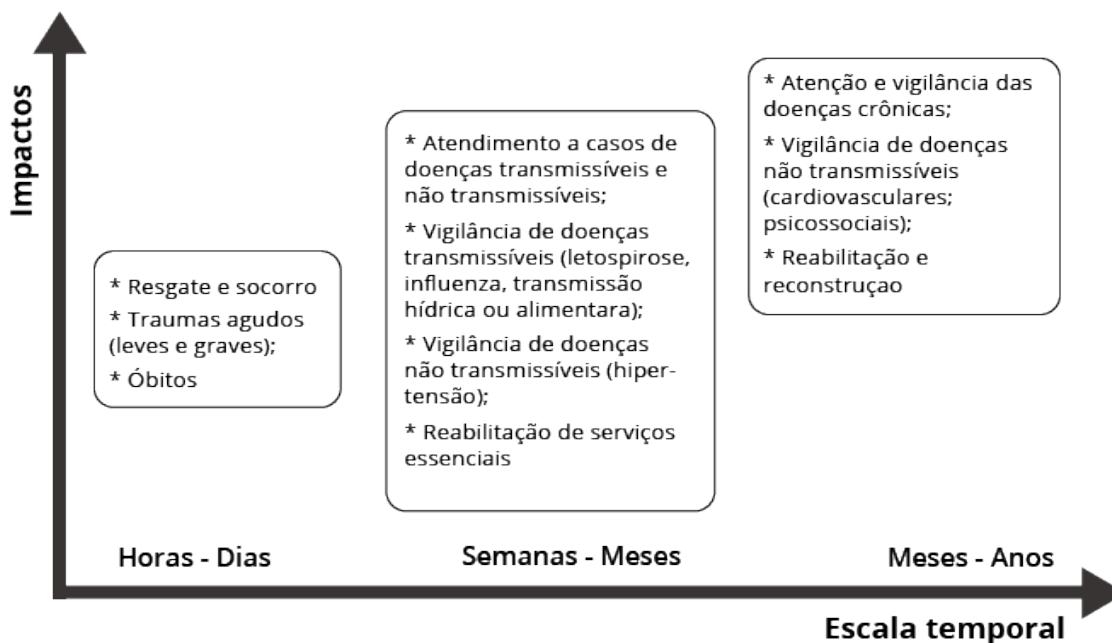 Impactos
* Resgate e socorro
* Traumas agudos
(leves e graves);
* Óbitos
* Atendimento a casos de
doenças transmissíveis e
não transmissíveis;
* Vigilância de doenças
transmissíveis (letospirose,
influenza, transmissão
hídrica ou alimentara);
* Vigilância de doenças
não transmissíveis (hiper-
tensão);
* Reabilitação de serviços
essenciais
* Atenção e vigilância das
doenças crônicas;
* Vigilância de doenças
não transmissíveis
(cardiovasculares;
psicossociais);
* Reabilitação e
reconstruçao
Horas - Dias
Semanas - Meses
Meses - Anos
Escala temporal